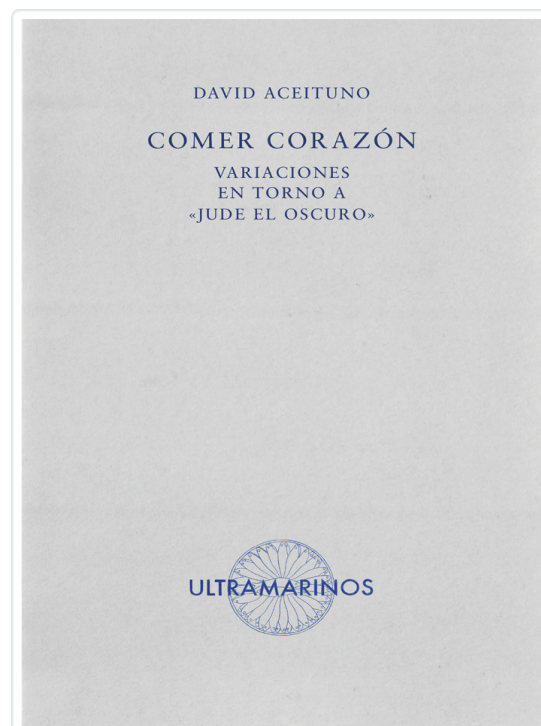 DAVID ACEITUNO
COMER CORAZÓN
VARIACIONES
EN TORNO A
«JUDE EL OSCURO»
ULTRAMARINOS